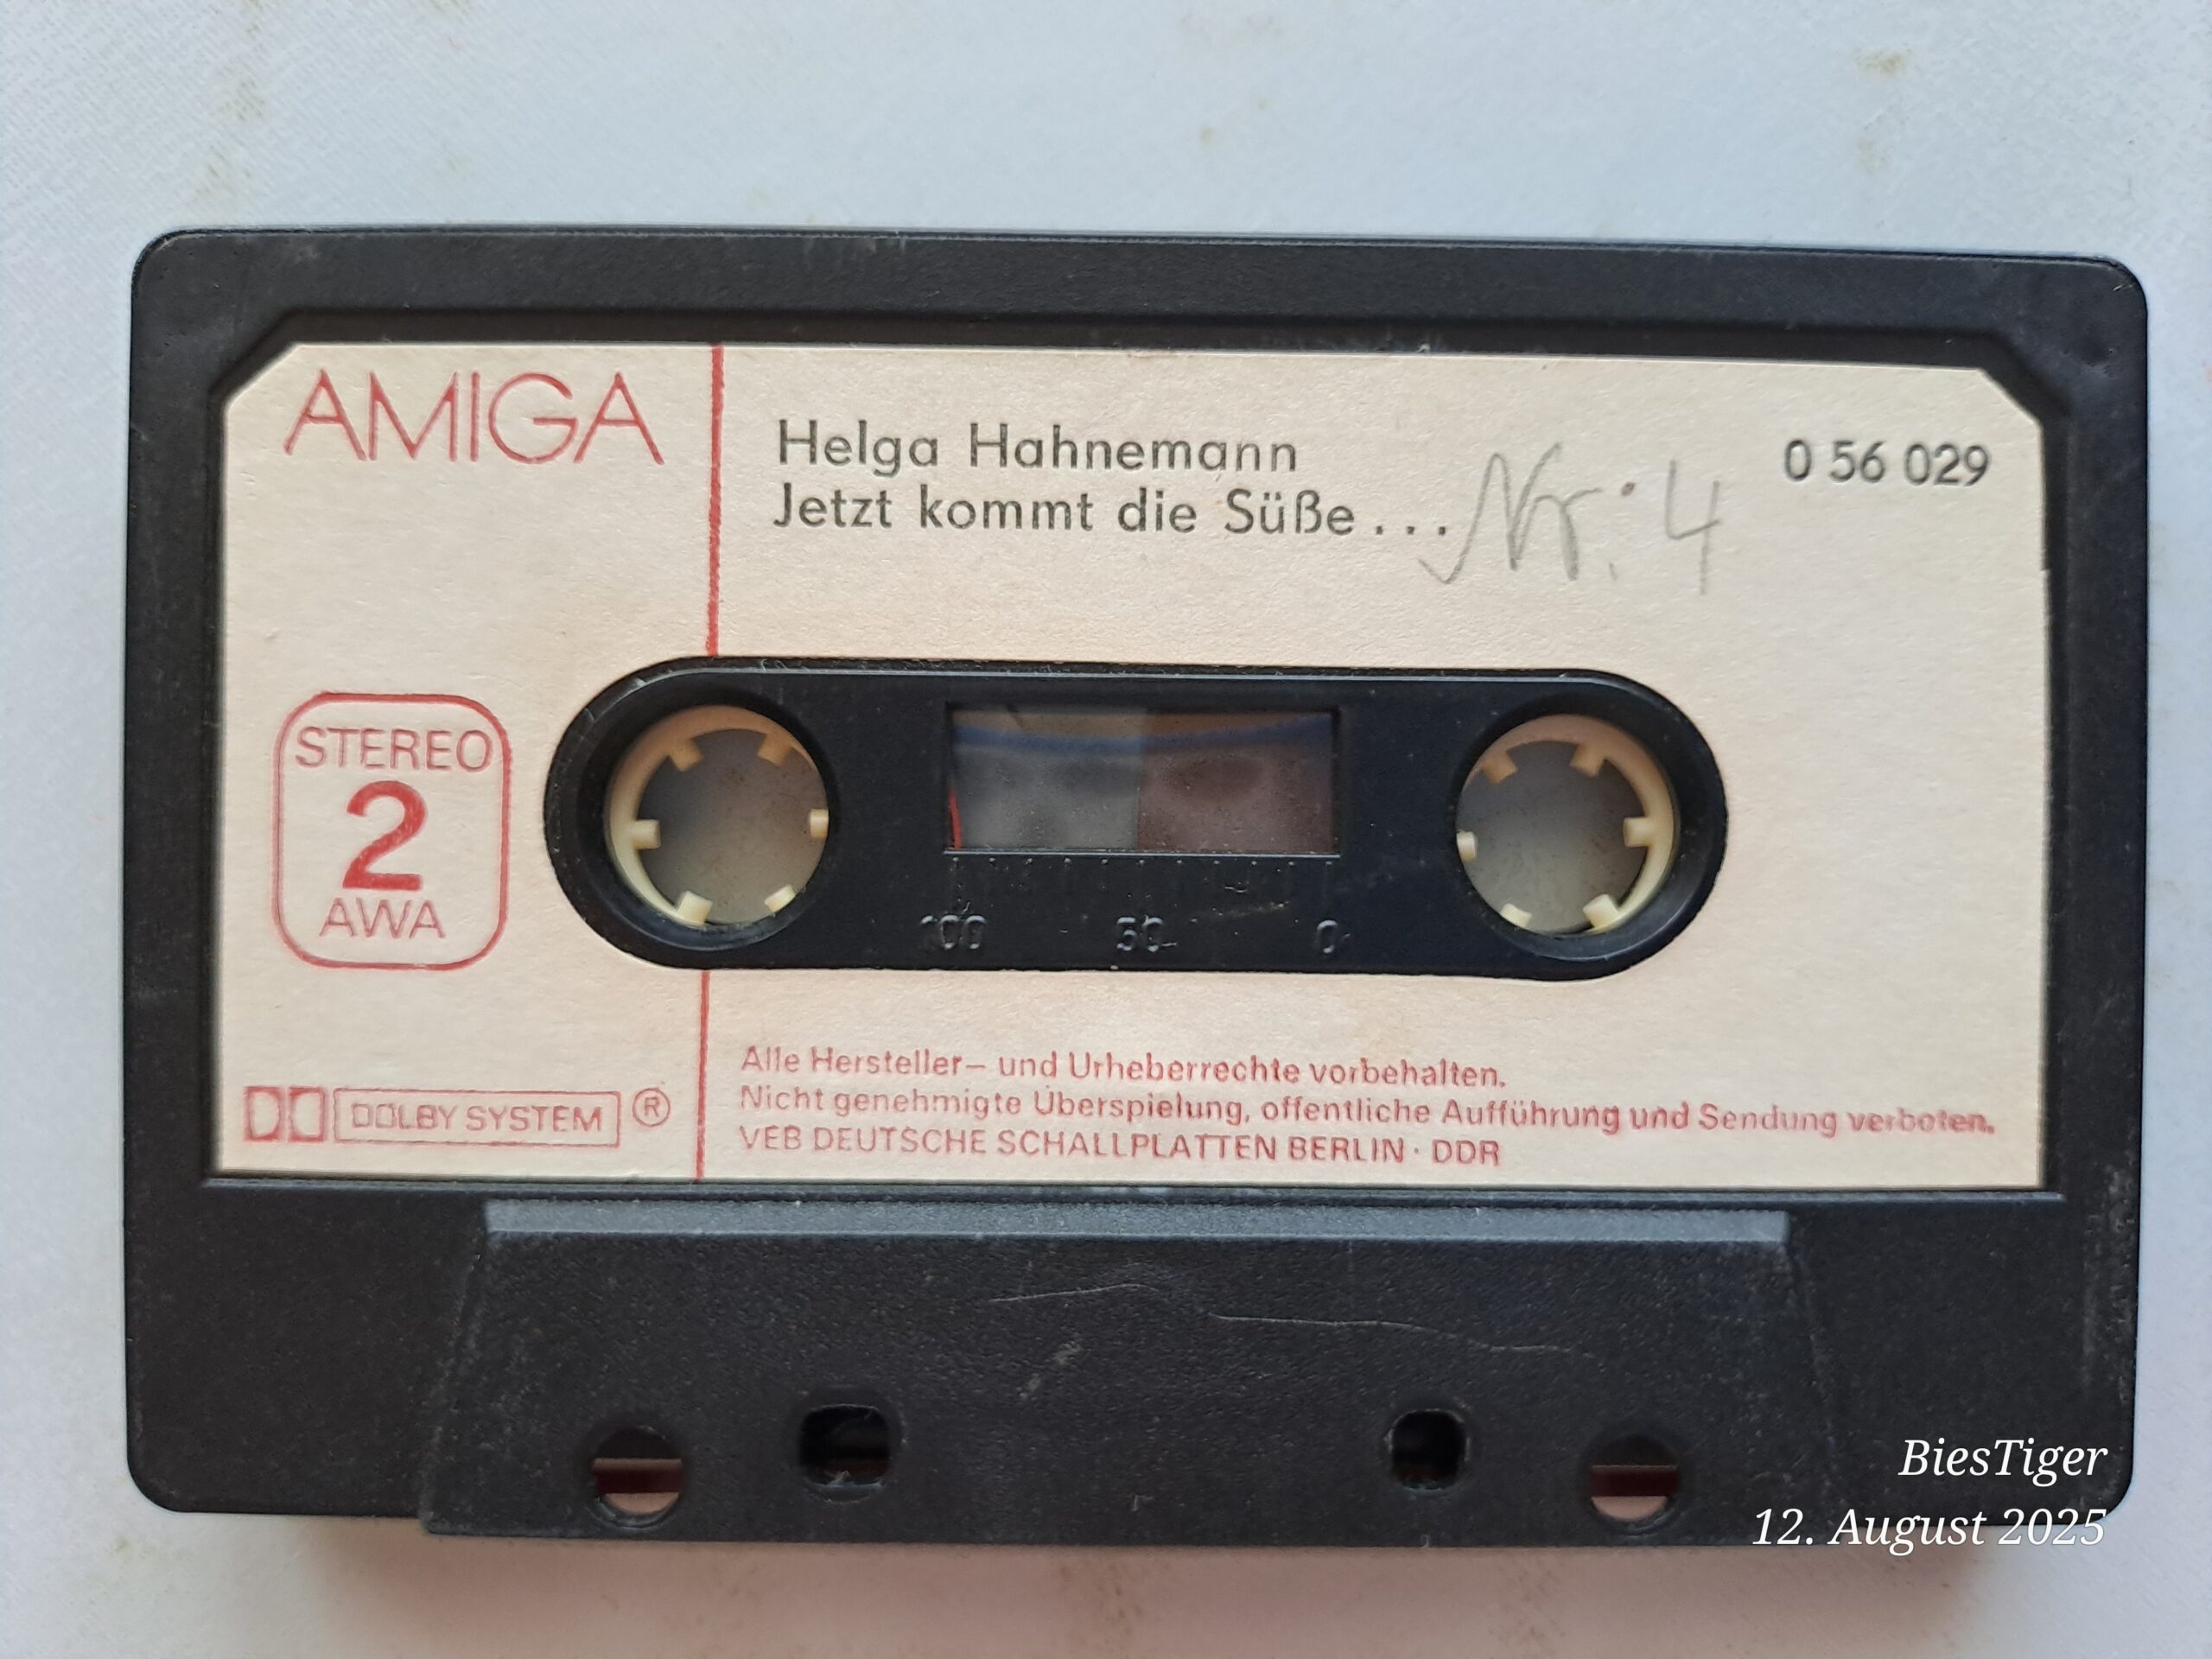 AMIGA
Helga Hahnemann
Jetzt kommt die Süße...
Nr. 4
0 56 029
STEREO
2
AWA
100 50 0
DOLBY SYSTEM ®
Alle Hersteller- und Urheberrechte vorbehalten.
Nicht genehmigte Überspielung, offentliche Aufführung und Sendung verboten.
VEB DEUTSCHE SCHALLPLATTEN BERLIN · DDR
BiesTiger
12. August 2025